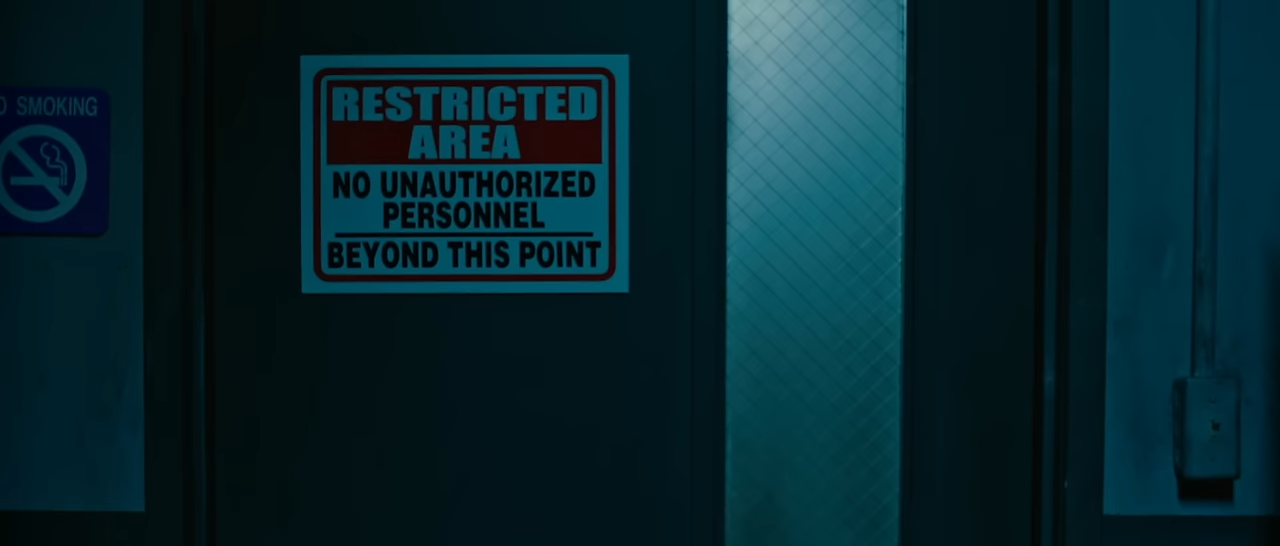 O SMOKING
RESTRICTED
AREA
NO UNAUTHORIZED
PERSONNEL
BEYOND THIS POINT